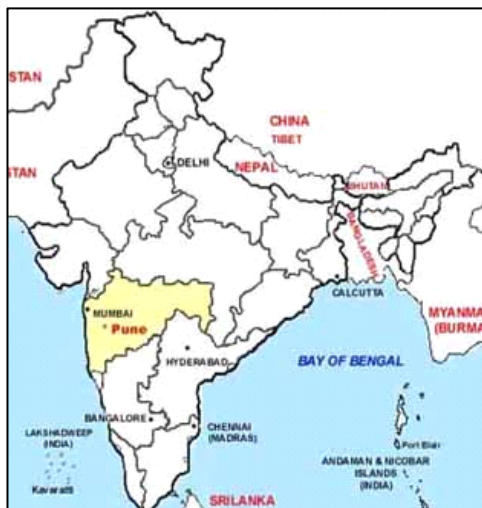 STAN
CHINA
TIBET
DELHI
NEPAL
STAN
BHUTAN
BANGLADESH
CALCUTTA
MUMBAI
Pune
MYANMA
(BURMA
HYDERABAD
BAY OF BENGAL
BANGALORE
CHENNAI
(MADRAS)
LAKSHADWEEP
(INDIA)
Port Blair
ANDAMAN & NICOBAR
ISLANDS
(INDIA)
Kavaratti
SRILANKA